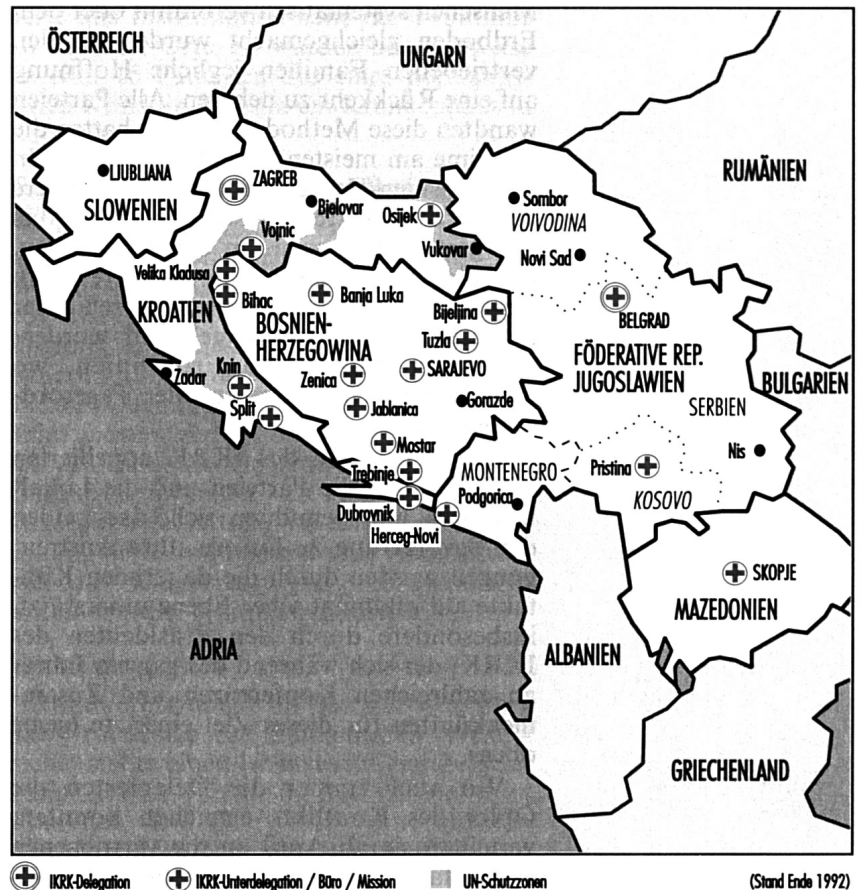 ÖSTERREICH
UNGARN
RUMÄNIEN
LJUBLJANA
SLOWENIEN
ZAGREB
Bjelovar
Osijek
Sombor
VOIVODINA
Vukovar
Novi Sad
Vojnic
Velika Kladusa
Bihac
KROATIEN
Banja Luka
BOSNIEN-
HERZEGOWINA
Bijeljina
Tuzla
BELGRAD
FÖDERATIVE REP.
JUGOSLAWIEN
BULGARIEN
SERBIEN
Zadar
Knin
Split
Zenica
SARAJEVO
Gorazde
Jablanica
Mostar
Trebinje
Dubrovnik
Herceg-Novi
MONTENEGRO
Podgorica
Pristina
KOSOVO
Nis
SKOPJE
MAZEDONIEN
ADRIA
ALBANIEN
GRIECHENLAND
IKRK-Delegation
IKRK-Unterdelegation / Büro / Mission
UN-Schutzzonen
(Stand Ende 1992)